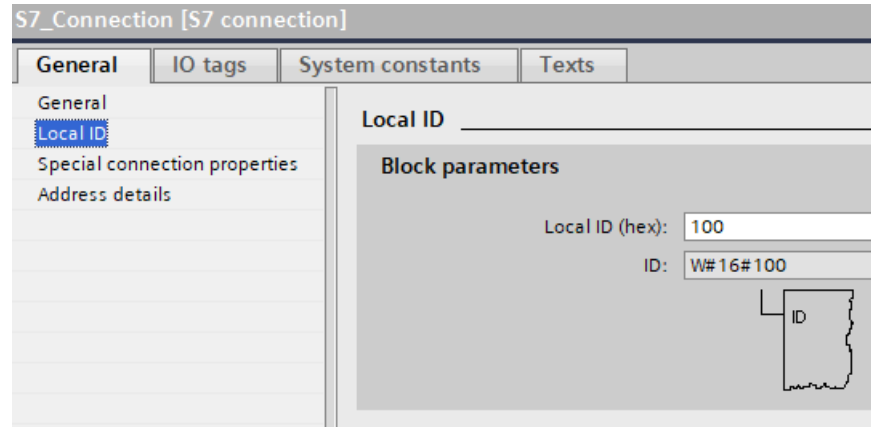 S7_Connection [S7 connection]
General IO tags System constants Texts
General
Local ID
Special connection properties
Address details
Local ID
Block parameters
Local ID (hex): 100
ID: W#16#100
ID